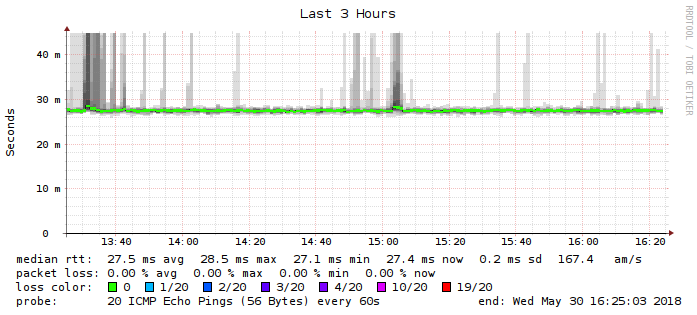 Last 3 Hours
RRDTOOL / TOBI OETIKER
Seconds
40 m
30 m
20 m
10 m
0
13:40 14:00 14:20 14:40 15:00 15:20 15:40 16:00 16:20
median rtt: 27.5 ms avg 28.5 ms max 27.1 ms min 27.4 ms now 0.2 ms sd 167.4 am/s
packet loss: 0.00 % avg 0.00 % max 0.00 % min 0.00 % now
loss color: 0 1/20 2/20 3/20 4/20 10/20 19/20
probe: 20 ICMP Echo Pings (56 Bytes) every 60s end: Wed May 30 16:25:03 2018